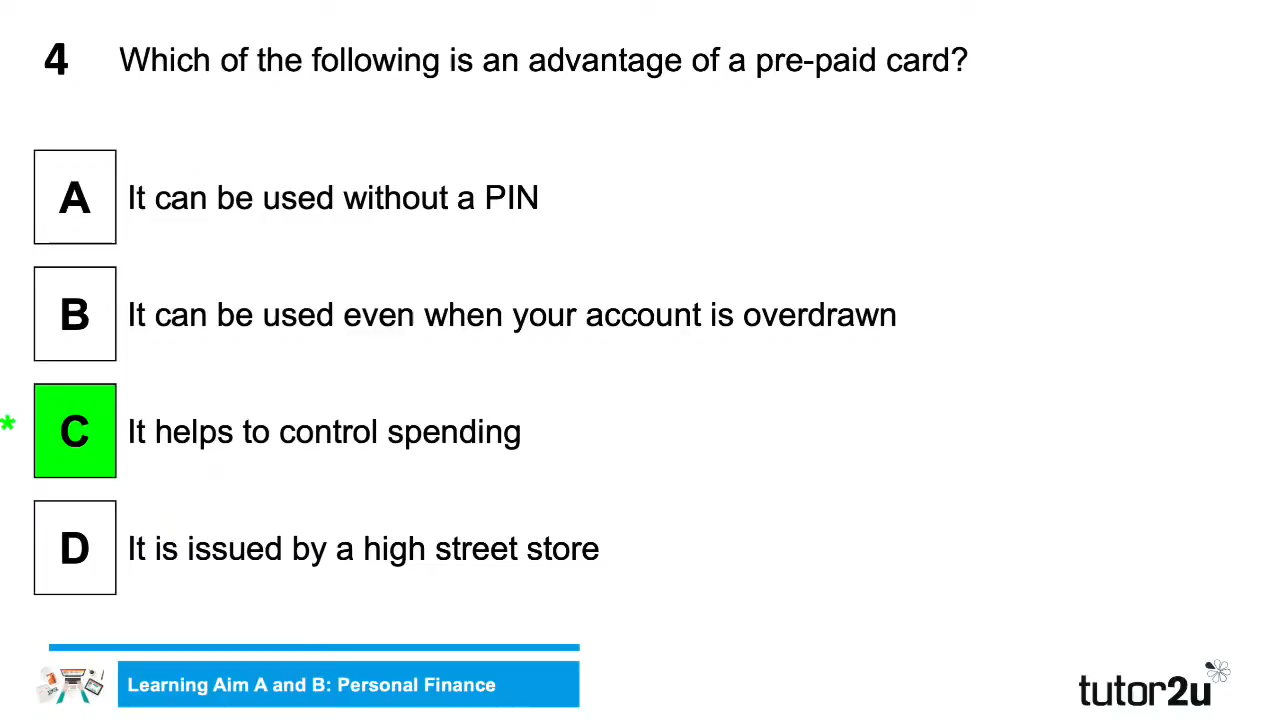 4 Which of the following is an advantage of a pre-paid card?
A It can be used without a PIN
B It can be used even when your account is overdrawn
* C It helps to control spending
D It is issued by a high street store
Learning Aim A and B: Personal Finance
tutor2u